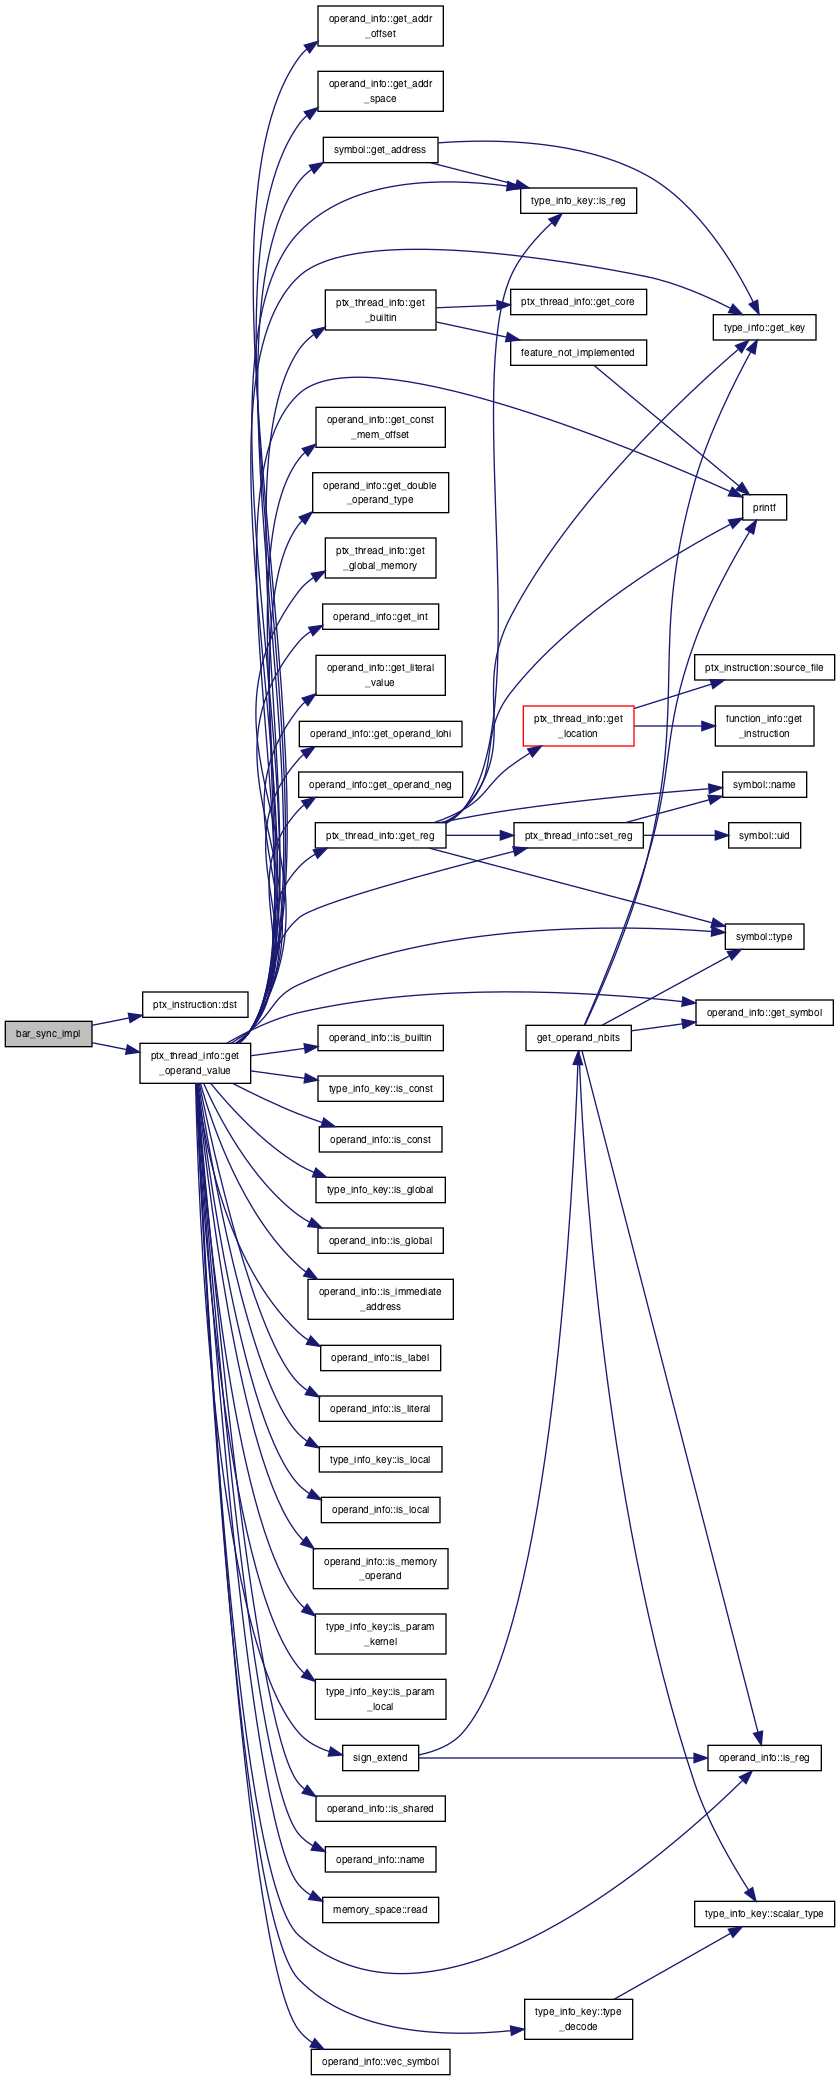 operand_info::get_addr
_offset
operand_info::get_addr
_space
symbol::get_address
type_info_key::is_reg
ptx_thread_info::get
_builtin
ptx_thread_info::get_core
type_info::get_key
feature_not_implemented
operand_info::get_const
_mem_offset
operand_info::get_double
_operand_type
printf
ptx_thread_info::get
_global_memory
operand_info::get_int
operand_info::get_literal
_value
ptx_instruction::source_file
ptx_thread_info::get
_location
function_info::get
_instruction
operand_info::get_operand_lohi
operand_info::get_operand_neg
symbol::name
ptx_thread_info::get_reg
ptx_thread_info::set_reg
symbol::uid
symbol::type
ptx_instruction::dst
operand_info::get_symbol
bar_sync_impl
ptx_thread_info::get
_operand_value
operand_info::is_builtin
get_operand_nbits
type_info_key::is_const
operand_info::is_const
type_info_key::is_global
operand_info::is_global
operand_info::is_immediate
_address
operand_info::is_label
operand_info::is_literal
type_info_key::is_local
operand_info::is_local
operand_info::is_memory
_operand
type_info_key::is_param
_kernel
type_info_key::is_param
_local
sign_extend
operand_info::is_reg
operand_info::is_shared
operand_info::name
memory_space::read
type_info_key::scalar_type
type_info_key::type
_decode
operand_info::vec_symbol